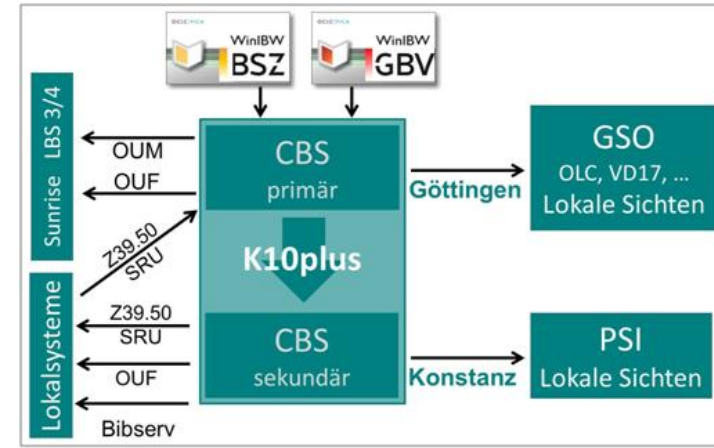 WinIBW
BSZ
WinIBW
GBV
Sunrise LBS 3/4
OUM
OUF
Z39.50
SRU
Lokalsysteme
Z39.50
SRU
OUF
Bibserv
CBS
primär
K10plus
CBS
sekundär
Göttingen
GSO
OLC, VD17, ...
Lokale Sichten
Konstanz
PSI
Lokale Sichten